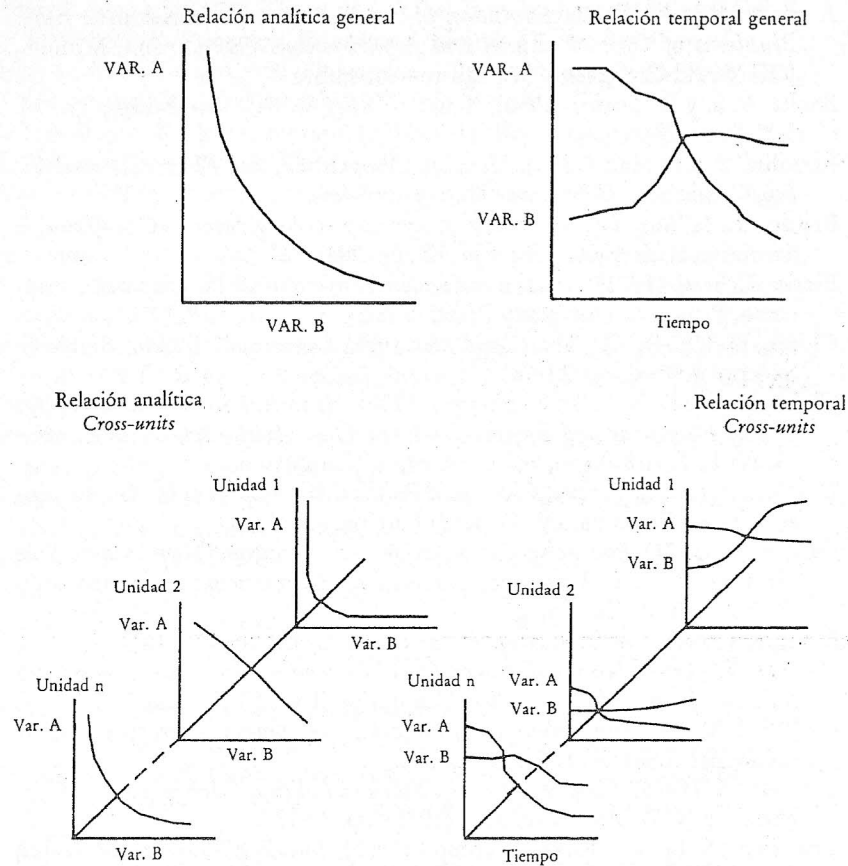 Relación analítica general
VAR. A
VAR. B
Relación temporal general
VAR. A
VAR. B
Tiempo
Relación analítica
Cross-units
Unidad 1
Var. A
Var. B
Unidad 2
Var. A
Var. B
Unidad n
Var. A
Var. B
Relación temporal
Cross-units
Unidad 1
Var. A
Var. B
Unidad 2
Var. A
Var. B
Unidad n
Var. A
Var. B
Tiempo